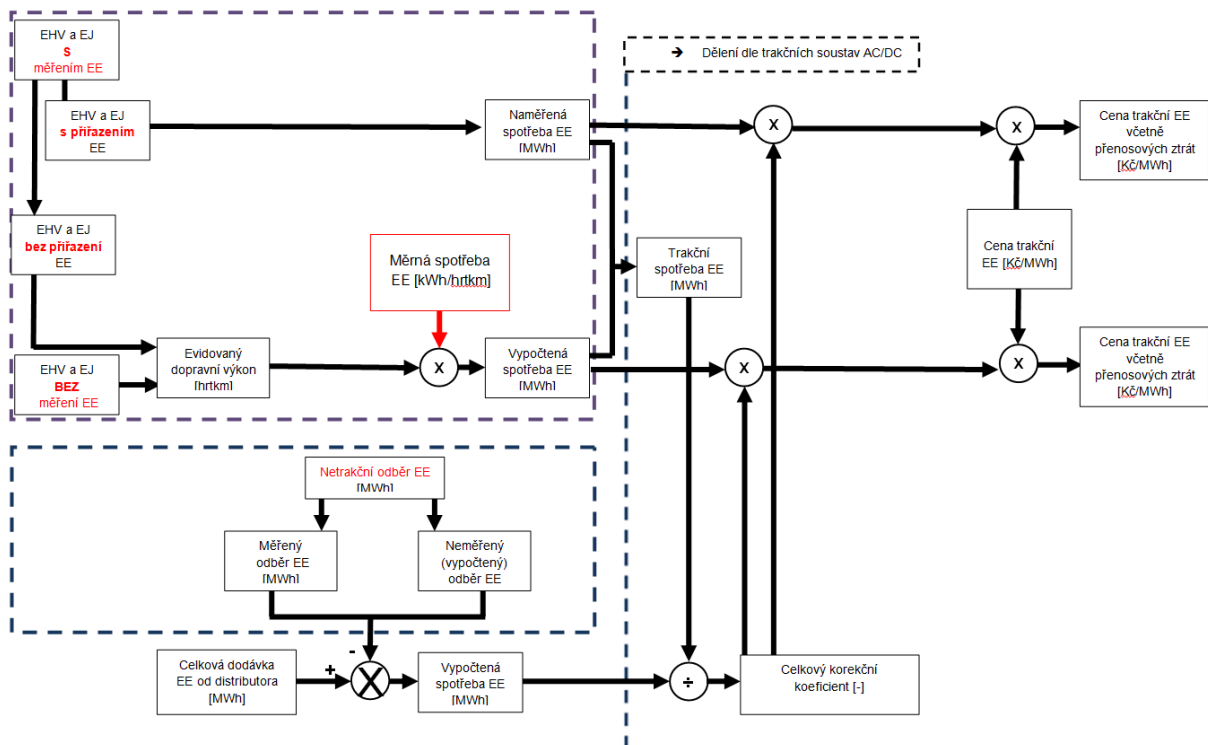 EHV a EJ
S
měřením EE
➔ Dělení dle trakčních soustav AC/DC
EHV a EJ
s přiřazením
EE
Naměřená
spotřeba EE
[MWh]
X
X
Cena trakční EE
včetně
přenosových
ztrát
[Kč/MWh]
EHV a EJ
bez přiřazení
EE
Měrná spotřeba
EE [kWh/hrtkm]
Trakční
spotřeba EE
[MWh]
Cena trakční
EE [Kč/MWh]
EHV a EJ
BEZ
měření EE
Evidovaný
dopravní výkon
[hrtkm]
X
Vypočtená
spotřeba EE
[MWh]
X
X
Cena trakční EE
včetně
přenosových
ztrát
[Kč/MWh]
Netrakční odběr EE
[MWh]
Měřený
odběr EE
[MWh]
Neměřený
(vypočtený)
odběr EE
-
+
Celková dodávka
EE od distributora
[MWh]
X
Vypočtená
spotřeba EE
[MWh]
÷
Celkový korekční
koeficient [-]